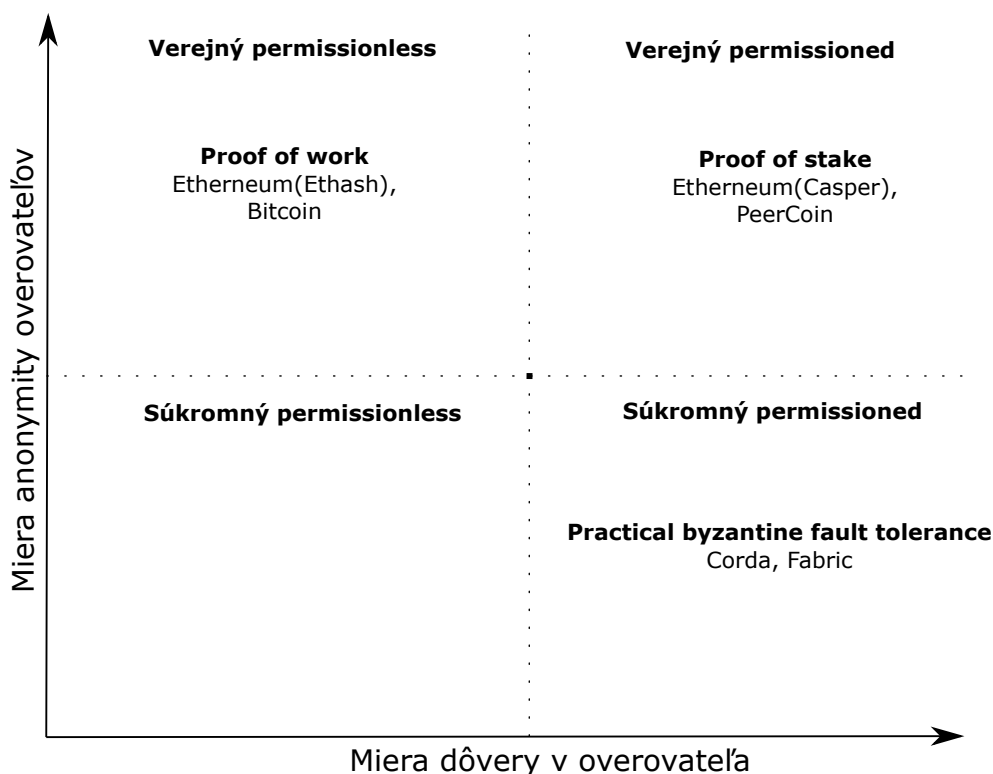 Verejný permissionless
Verejný permissioned
Proof of work
Etherneum(Ethash),
Bitcoin
Proof of stake
Etherneum(Casper),
PeerCoin
Miera anonymity overovateľov
Súkromný permissionless
Súkromný permissioned
Practical byzantine fault tolerance
Corda, Fabric
Miera dôvery v overovateľa